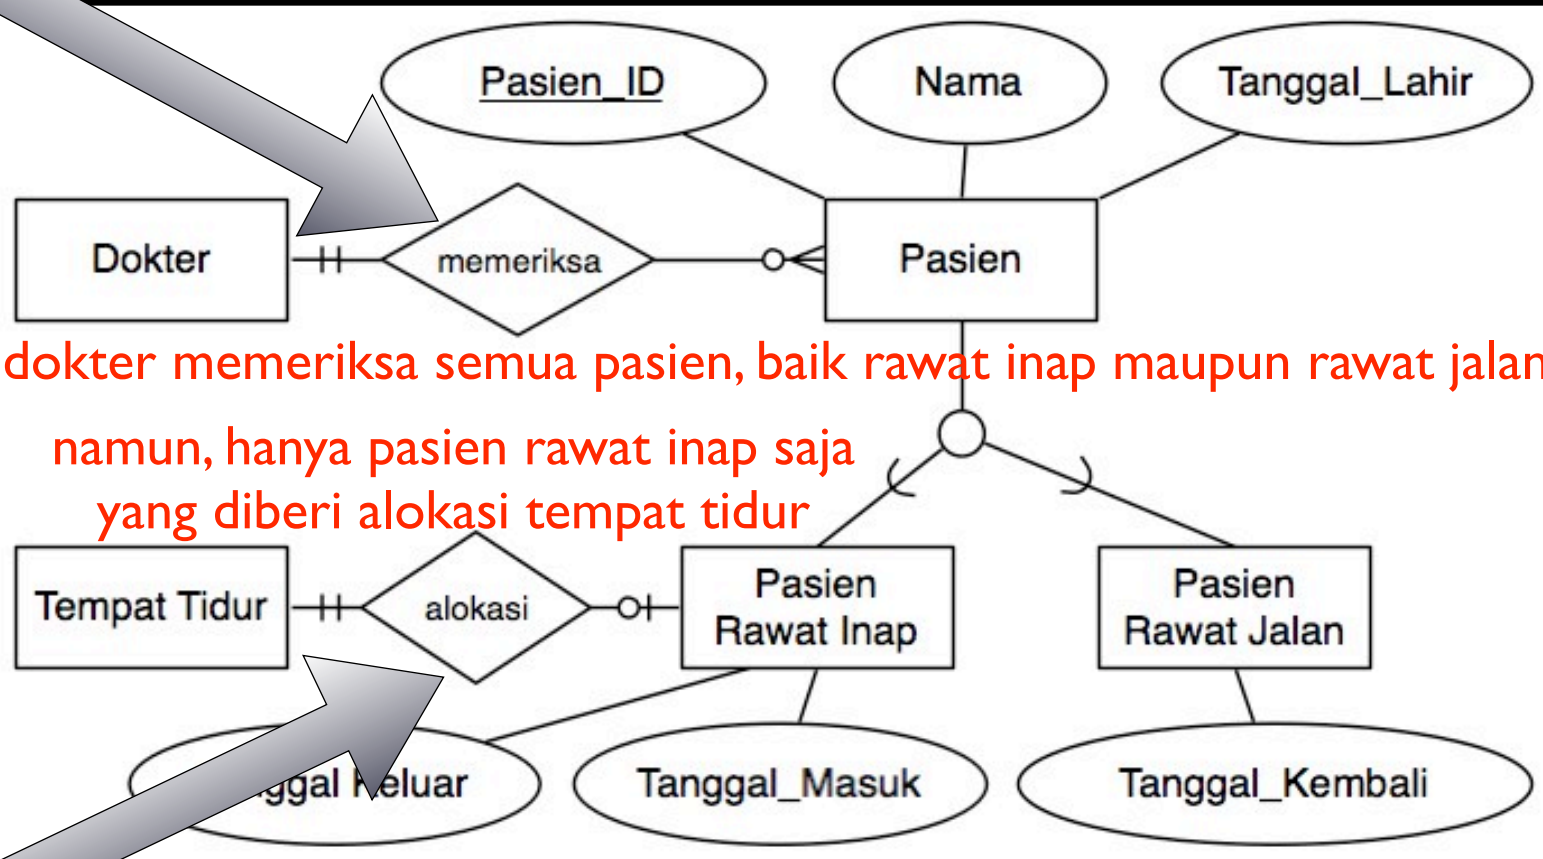 Pasien_ID
Nama
Tanggal_Lahir
Dokter
memeriksa
Pasien
dokter memeriksa semua pasien, baik rawat inap maupun rawat jalan
namun, hanya pasien rawat inap saja
yang diberi alokasi tempat tidur
Tempat Tidur
alokasi
Pasien
Rawat Inap
Pasien
Rawat Jalan
Keluar
Tanggal_Masuk
Tanggal_Kembali